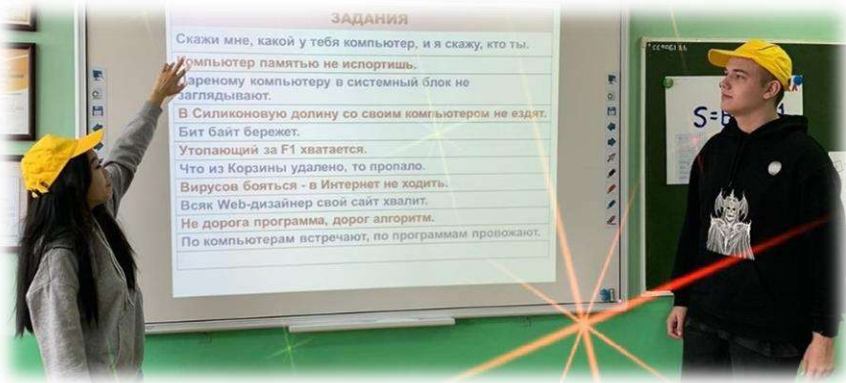 ЗАДАНИЯ
Скажи мне, какой у тебя компьютер, и я скажу, кто ты.
Компьютер памятью не испортишь.
Дареному компьютеру в системный блок не
заглядывают.
В Силиконовую долину со своим компьютером не ездят.
Бит байт бережет.
Утопающий за F1 хватается.
Что из Корзины удалено, то пропало.
Вирусов бояться - в Интернет не ходить.
Всяк Web-дизайнер свой сайт хвалит.
Не дорога программа, дорог алгоритм.
По компьютерам встречают, по программам провожают.